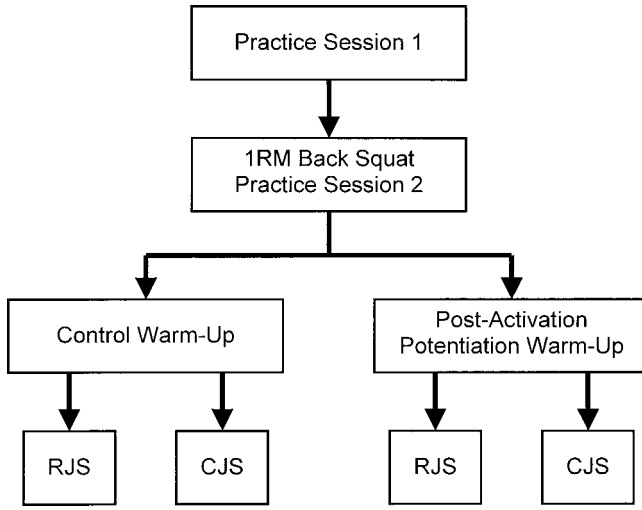 Practice Session 1
1RM Back Squat
Practice Session 2
Control Warm-Up
Post-Activation
Potentiation Warm-Up
RJS
CJS
RJS
CJS